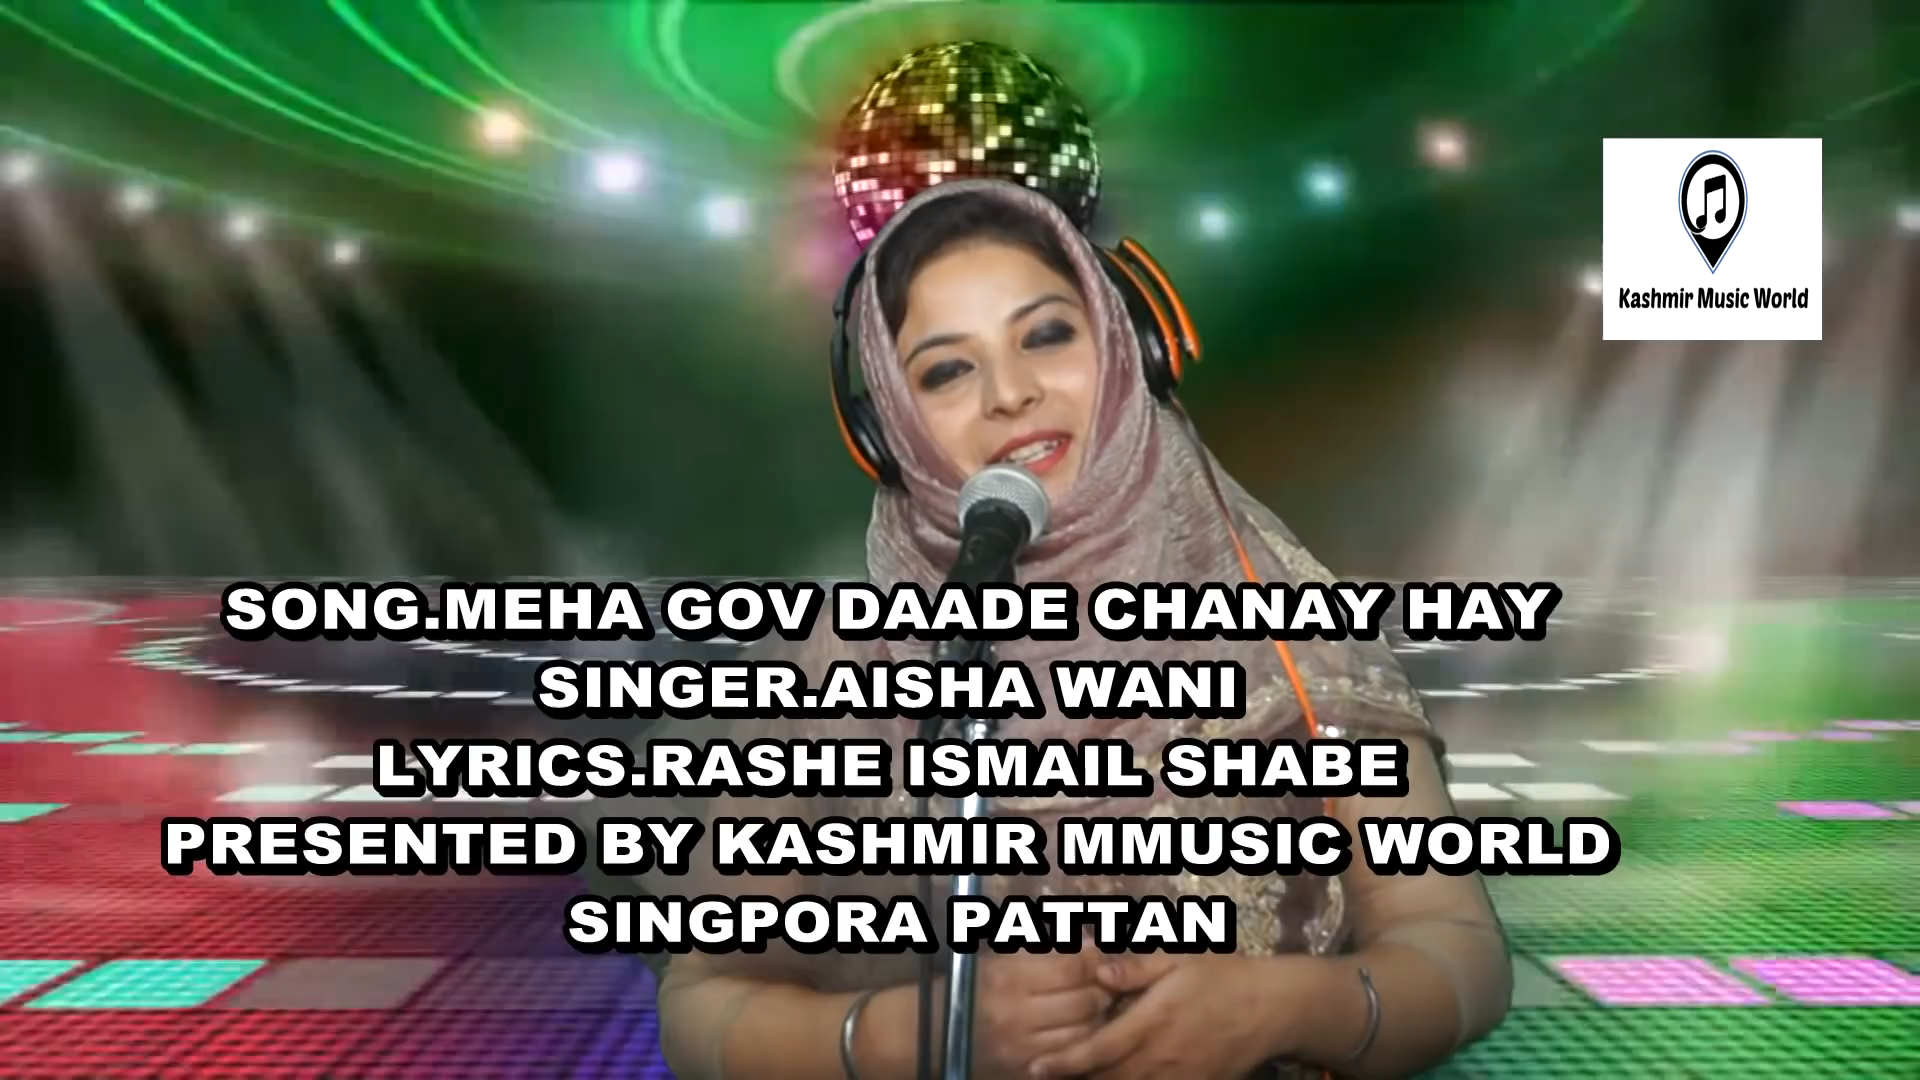 Kashmir Music World
SONG.MEHA GOV DAADE CHANAY HAY
SINGER.AISHA WANI
LYRICS.RASHE ISMAIL SHABE
PRESENTED BY KASHMIR MMUSIC WORLD
SINGPORA PATTAN